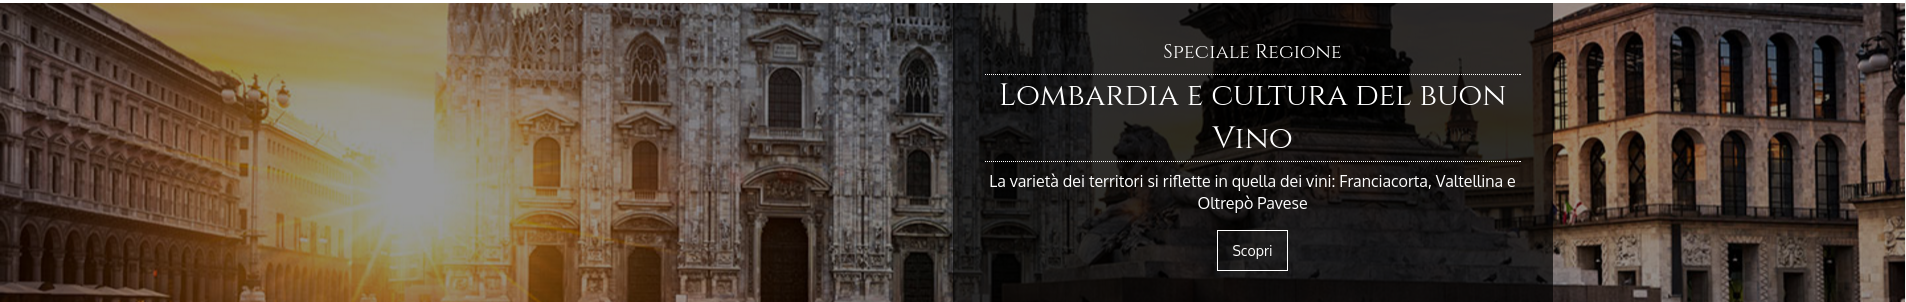 Speciale Regione
Lombardia e cultura del buon
Vino
La varietà dei territori si riflette in quella dei vini: Franciacorta, Valtellina e
Oltrepò Pavese
Scopri